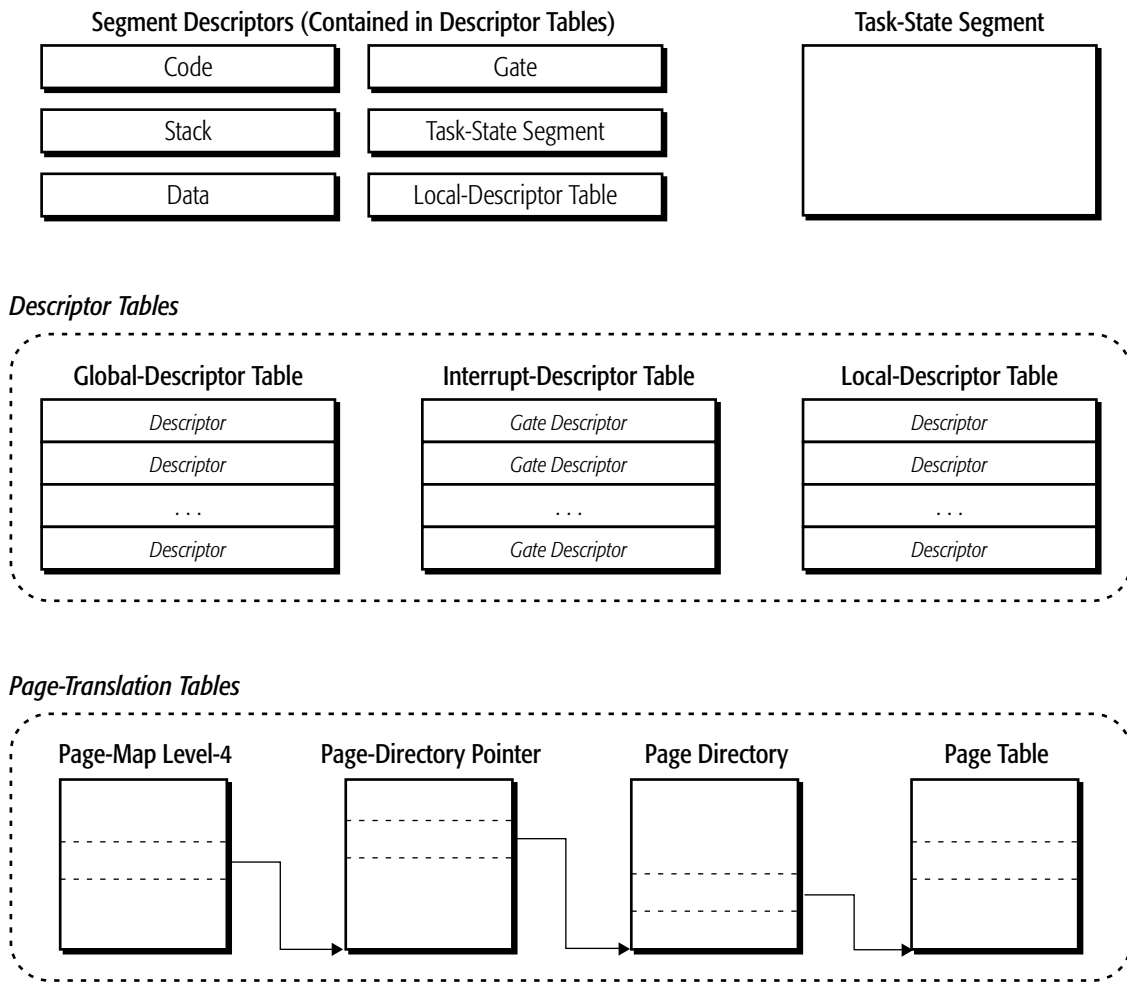 Segment Descriptors (Contained in Descriptor Tables)
Task-State Segment
Code
Gate
Stack
Task-State Segment
Data
Local-Descriptor Table
Descriptor Tables
Global-Descriptor Table
Interrupt-Descriptor Table
Local-Descriptor Table
Descriptor
Gate Descriptor
Descriptor
Descriptor
Gate Descriptor
Descriptor
. . .
. . .
. . .
Descriptor
Gate Descriptor
Descriptor
Page-Translation Tables
Page-Map Level-4
Page-Directory Pointer
Page Directory
Page Table